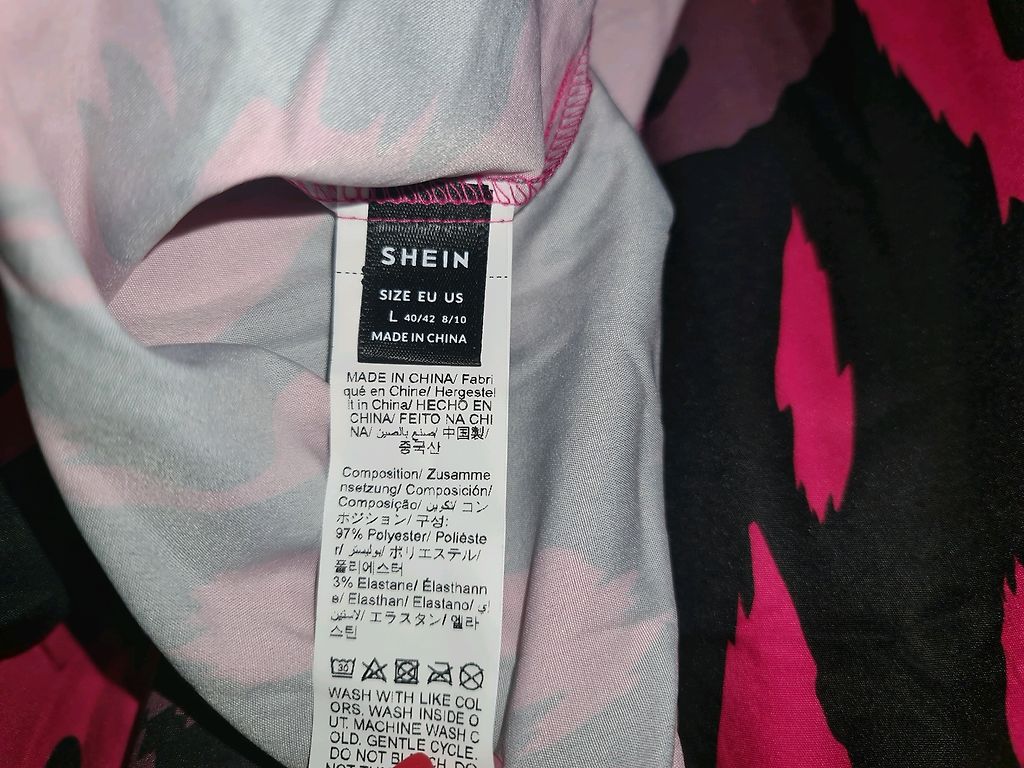 SHEIN
SIZE EU US
L 40/42 8/10
MADE IN CHINA
MADE IN CHINA/ Fabri
qué en Chine/ Hergestel
lt in China/ HECHO EN
CHINA/ FEITO NA CHI
NA/ صنع بالصين/ 中国製/
중국산
Composition/ Zusamme
nsetzung/ Composición/
Composição/ تكوين/ コン
ポジション/ 구성:
97% Polyester/ Poliéste
r/ بوليستر/ ポリエステル/
폴리에스터
3% Elastane/ Élasthann
e/ Elasthan/ Elastano/ إي
لاستين/ エラスタン/ 엘라
스틴
30
WASH WITH LIKE COL
ORS. WASH INSIDE O
UT. MACHINE WASH C
OLD. GENTLE CYCLE.
DO NOT DO
NOT